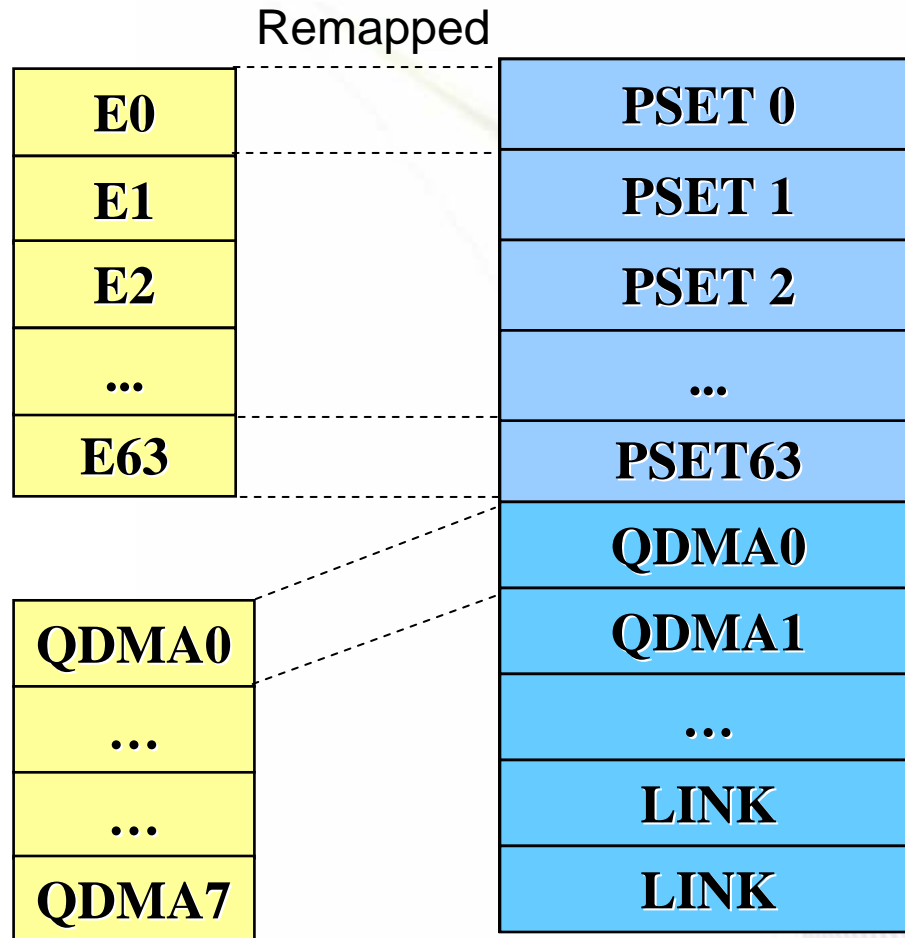 Remapped
E0
E1
E2
...
E63
QDMA0
...
...
QDMA7
PSET 0
PSET 1
PSET 2
...
PSET63
QDMA0
QDMA1
...
LINK
LINK